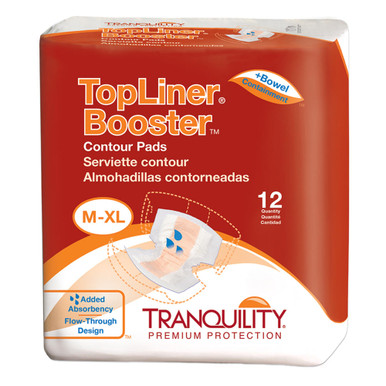 +Bowel
Containment
TopLiner®
Booster™
Contour Pads
Serviette contour
Almohadillas contorneadas
M-XL
12
Quantity
Quantité
Cantidad
Added
Absorbency
Flow-Through
Design
™
TRANQUILITY®
PREMIUM PROTECTION